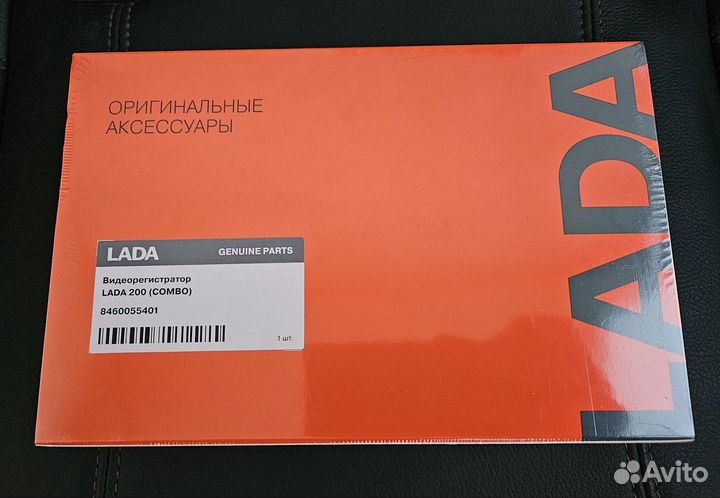 ОРИГИНАЛЬНЫЕ
АКСЕССУАРЫ
LADA
LADA GENUINE PARTS
Видеорегистратор
LADA 200 (COMBO)
8460055401
1 шт.
Avito